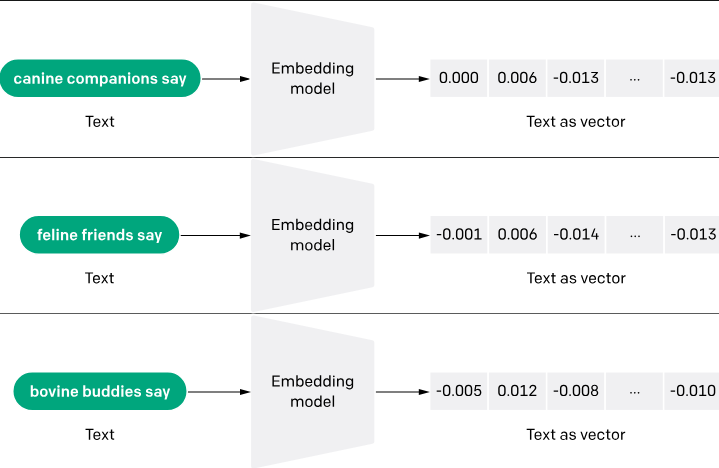 canine companions say
Embedding
model
0.000 0.006 -0.013 ... -0.013
Text
Text as vector
feline friends say
Embedding
model
-0.001 0.006 -0.014 ... -0.013
Text
Text as vector
bovine buddies say
Embedding
model
-0.005 0.012 -0.008 ... -0.010
Text
Text as vector